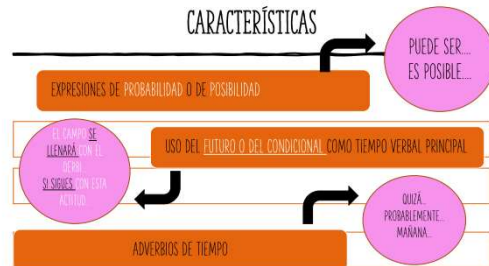 CARACTERÍSTICAS
PUEDE SER....
ES POSIBLE....
EXPRESIONES DE PROBABILIDAD O DE POSIBILIDAD
EL CAMPO SE
LLENARÁ CON EL
DERBI
SI SIGUES CON ESTA
ACTITUD.
USO DEL FUTURO O DEL CONDICIONAL COMO TIEMPO VERBAL PRINCIPAL
QUIZÁ...
PROBABLEMENTE...
MAÑANA...
ADVERBIOS DE TIEMPO